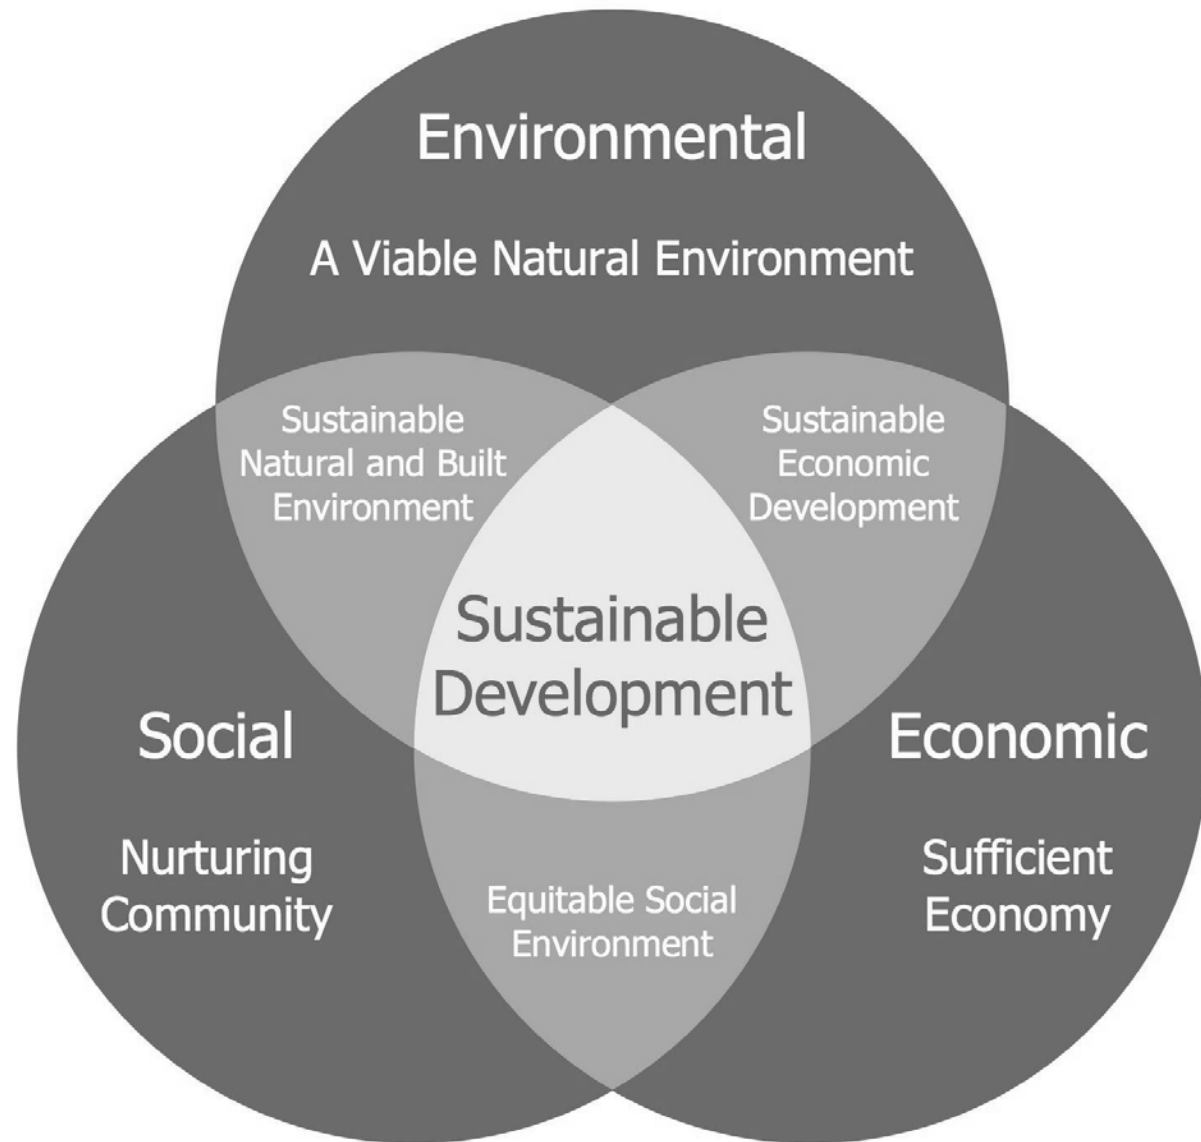 Environmental
A Viable Natural Environment
Sustainable
Natural and Built
Environment
Sustainable
Economic
Development
Sustainable
Development
Social
Nurturing
Community
Economic
Sufficient
Economy
Equitable Social
Environment